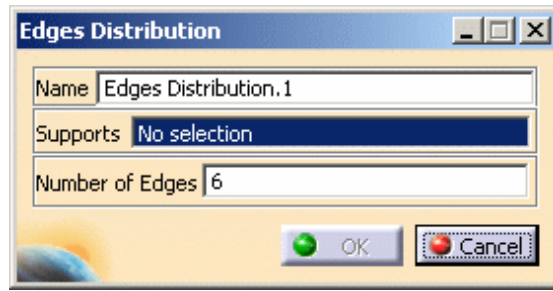 Edges Distribution
Name Edges Distribution.1
Supports No selection
Number of Edges 6
OK Cancel